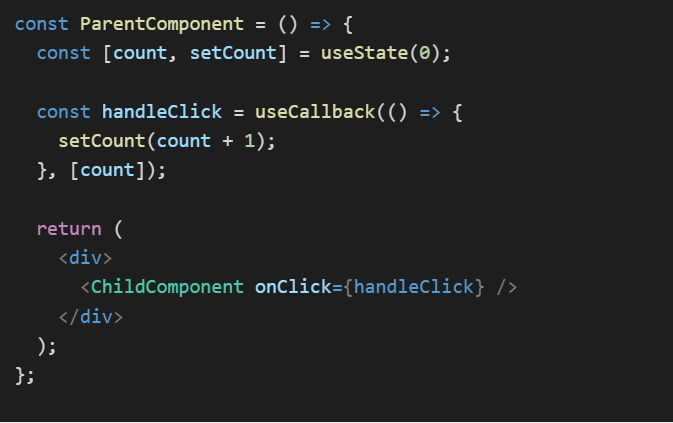 const ParentComponent = () => {
  const [count, setCount] = useState(0);

  const handleClick = useCallback(() => {
    setCount(count + 1);
  }, [count]);

  return (
    <div>
      <ChildComponent onClick={handleClick} />
    </div>
  );
};